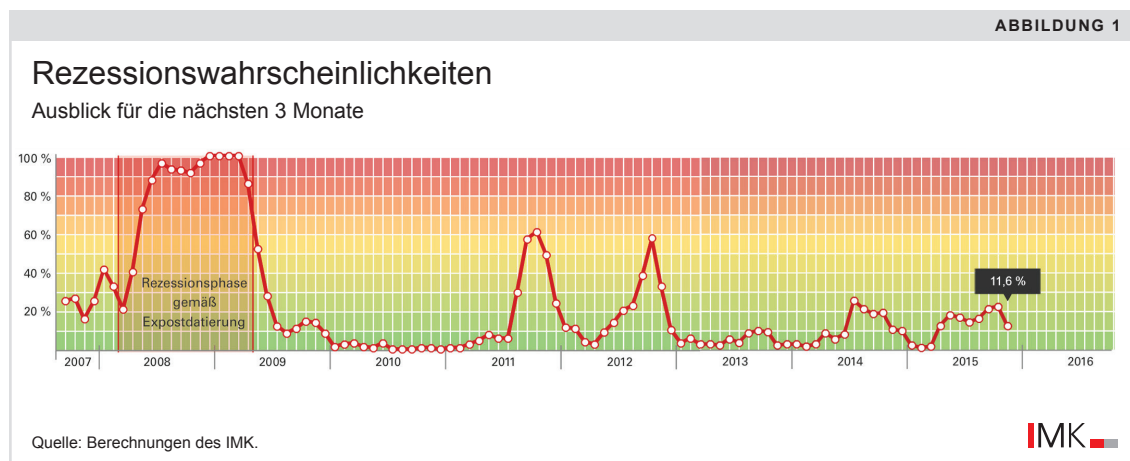 ABBILDUNG 1
Rezessionswahrscheinlichkeiten
Ausblick für die nächsten 3 Monate
100 %
80 %
60 %
40 %
20 %
Rezessionsphase
gemäß
Expostdatierung
11,6 %
2007 2008 2009 2010 2011 2012 2013 2014 2015 2016
Quelle: Berechnungen des IMK.
IMK